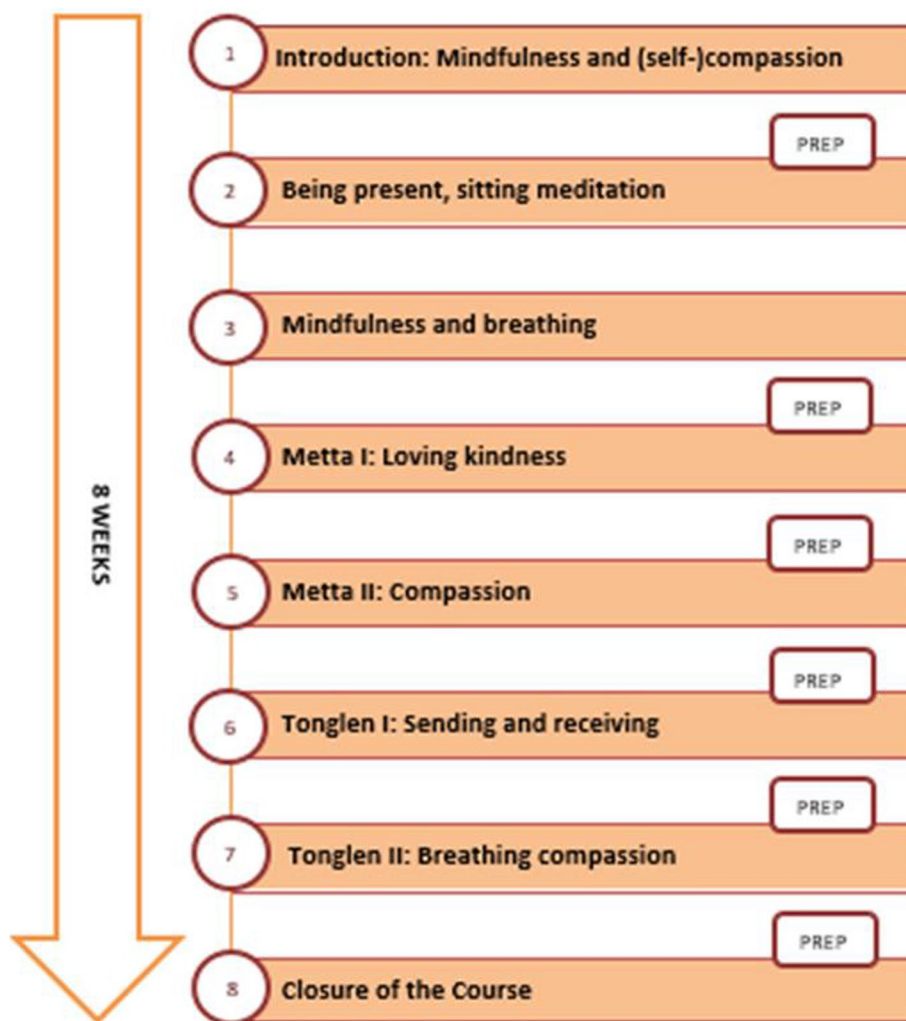 1
Introduction: Mindfulness and (self-)compassion
PREP
2
Being present, sitting meditation
3
Mindfulness and breathing
PREP
4
Metta I: Loving kindness
PREP
5
Metta II: Compassion
PREP
6
Tonglen I: Sending and receiving
PREP
7
Tonglen II: Breathing compassion
PREP
8
Closure of the Course
8 WEEKS